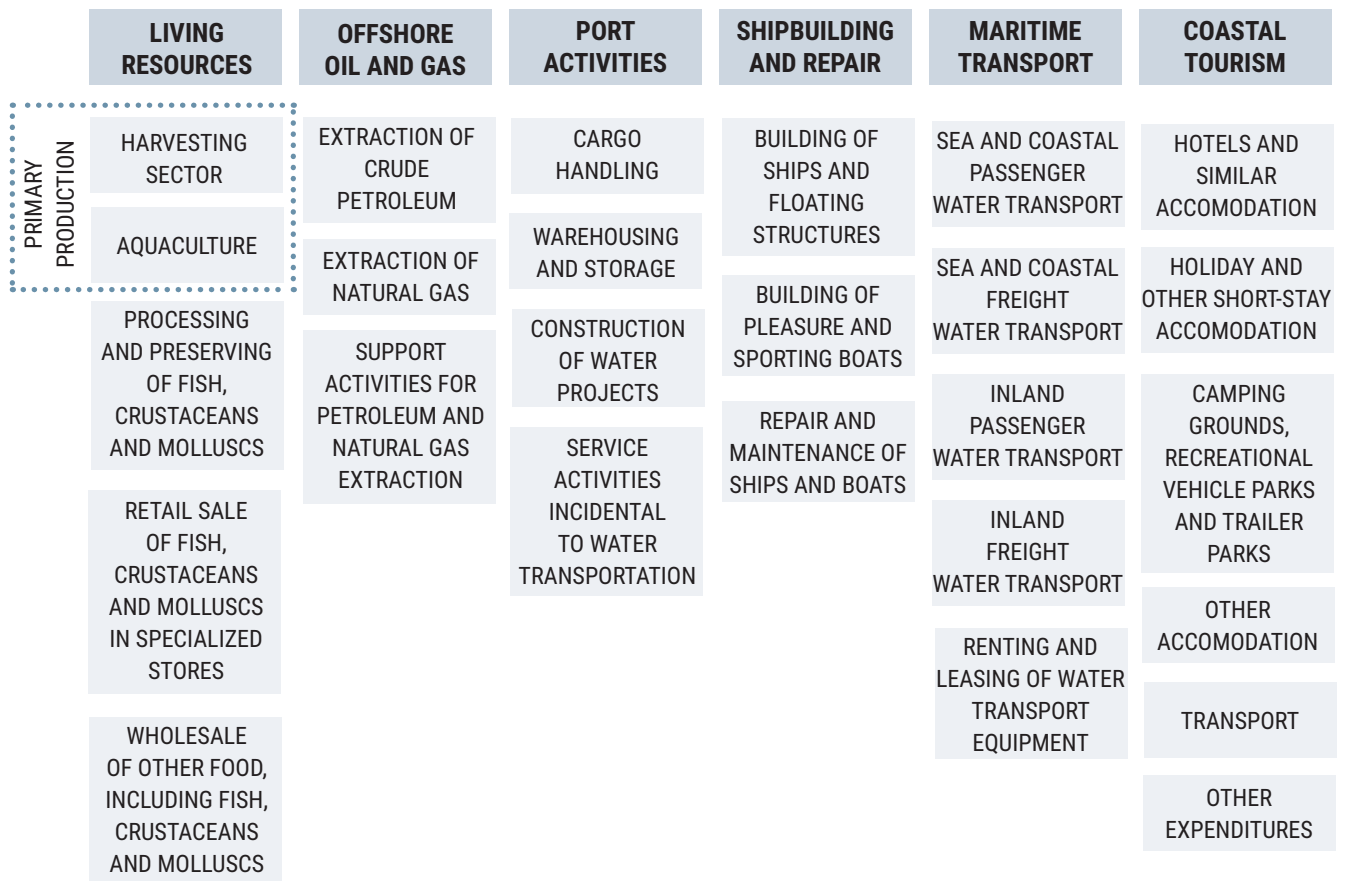 LIVING
RESOURCES
OFFSHORE
OIL AND GAS
PORT
ACTIVITIES
SHIPBUILDING
AND REPAIR
MARITIME
TRANSPORT
COASTAL
TOURISM
PRIMARY
PRODUCTION
HARVESTING
SECTOR
AQUACULTURE
PROCESSING
AND PRESERVING
OF FISH,
CRUSTACEANS
AND MOLLUSCS
RETAIL SALE
OF FISH,
CRUSTACEANS
AND MOLLUSCS
IN SPECIALIZED
STORES
WHOLESALE
OF OTHER FOOD,
INCLUDING FISH,
CRUSTACEANS
AND MOLLUSCS
EXTRACTION OF
CRUDE
PETROLEUM
EXTRACTION OF
NATURAL GAS
SUPPORT
ACTIVITIES FOR
PETROLEUM AND
NATURAL GAS
EXTRACTION
CARGO
HANDLING
WAREHOUSING
AND STORAGE
CONSTRUCTION
OF WATER
PROJECTS
SERVICE
ACTIVITIES
INCIDENTAL
TO WATER
TRANSPORTATION
BUILDING OF
SHIPS AND
FLOATING
STRUCTURES
BUILDING OF
PLEASURE AND
SPORTING BOATS
REPAIR AND
MAINTENANCE OF
SHIPS AND BOATS
SEA AND COASTAL
PASSENGER
WATER TRANSPORT
SEA AND COASTAL
FREIGHT
WATER TRANSPORT
INLAND
PASSENGER
WATER TRANSPORT
INLAND
FREIGHT
WATER TRANSPORT
RENTING AND
LEASING OF WATER
TRANSPORT
EQUIPMENT
HOTELS AND
SIMILAR
ACCOMODATION
HOLIDAY AND
OTHER SHORT-STAY
ACCOMODATION
CAMPING
GROUNDS,
RECREATIONAL
VEHICLE PARKS
AND TRAILER
PARKS
OTHER
ACCOMODATION
TRANSPORT
OTHER
EXPENDITURES